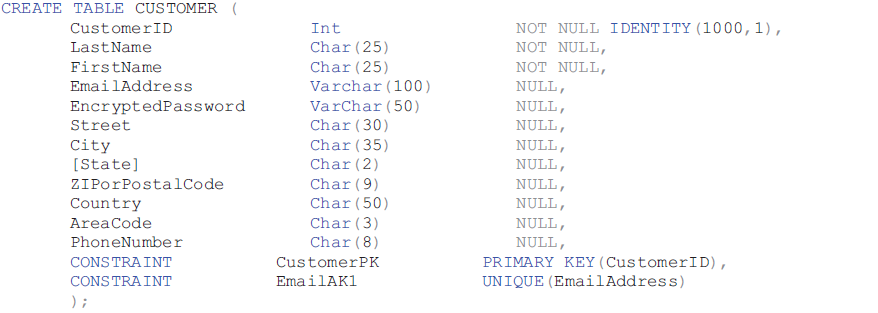 CREATE TABLE CUSTOMER (
CustomerID Int NOT NULL IDENTITY(1000,1),
LastName Char(25) NOT NULL,
FirstName Char(25) NOT NULL,
EmailAddress Varchar(100) NULL,
EncryptedPassword VarChar(50) NULL,
Street Char(30) NULL,
City Char(35) NULL,
[State] Char(2) NULL,
ZIPorPostalCode Char(9) NULL,
Country Char(50) NULL,
AreaCode Char(3) NULL,
PhoneNumber Char(8) NULL,
CONSTRAINT CustomerPK PRIMARY KEY(CustomerID),
CONSTRAINT EmailAK1 UNIQUE(EmailAddress)
);